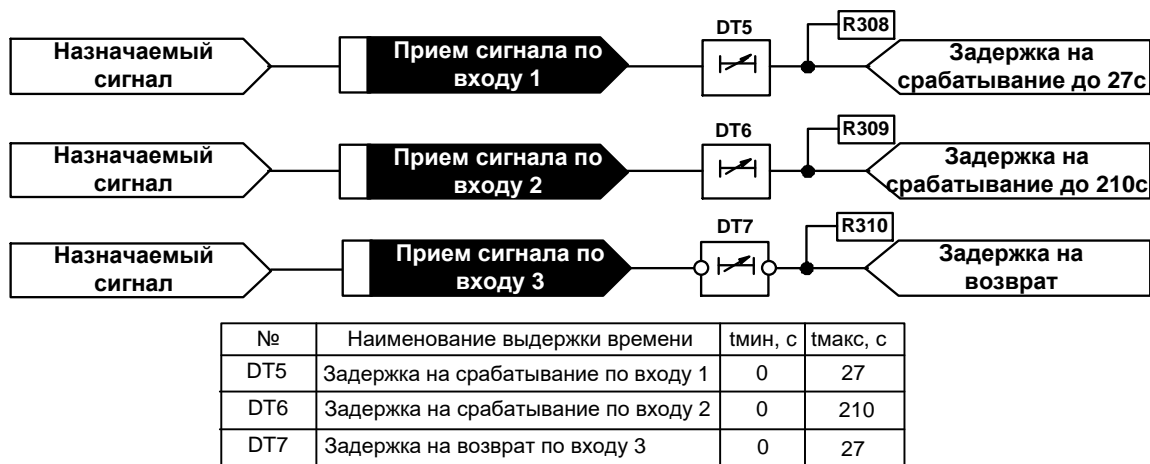 DT5
R308
Назначаемый
сигнал
Прием сигнала по
входу 1
Задержка на
срабатывание до 27с
DT6
R309
Назначаемый
сигнал
Прием сигнала по
входу 2
Задержка на
срабатывание до 210с
DT7
R310
Назначаемый
сигнал
Прием сигнала по
входу 3
Задержка на
возврат
№ Наименование выдержки времени tмин, с tмакс, с
DT5 Задержка на срабатывание по входу 1 0 27
DT6 Задержка на срабатывание по входу 2 0 210
DT7 Задержка на возврат по входу 3 0 27